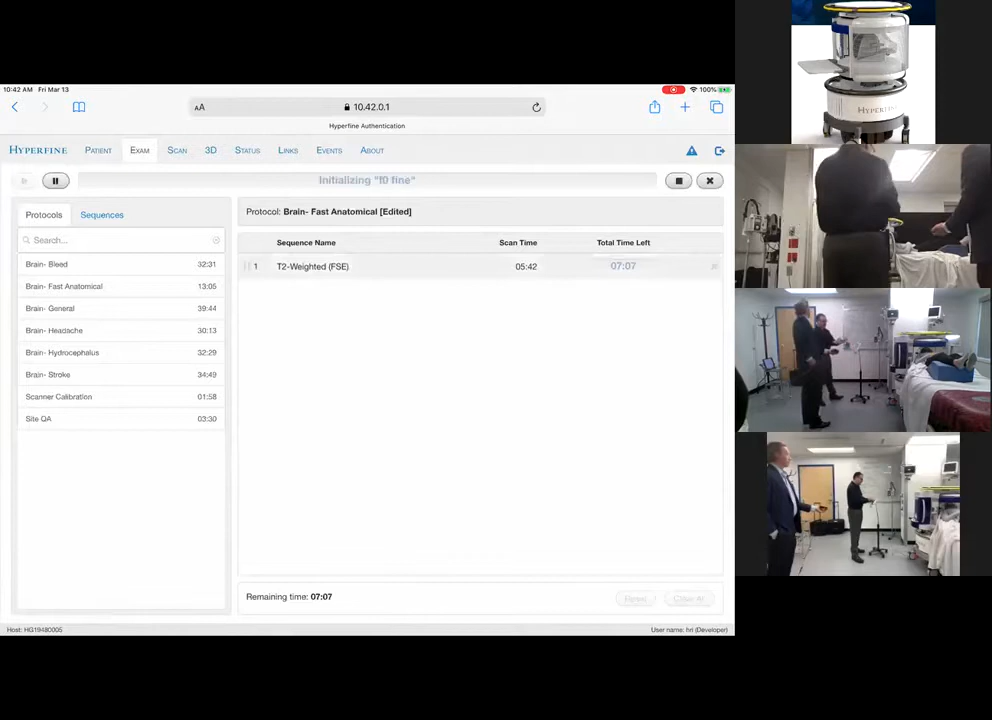 10:42 AM Fri Mar 13
100%
AA
10.42.0.1
Hyperfine Authentication
HYPERFINE PATIENT EXAM SCAN 3D STATUS LINKS EVENTS ABOUT
Initializing "f0 fine"
Protocols Sequences
Protocol: Brain- Fast Anatomical [Edited]
Search...
Sequence Name Scan Time Total Time Left
1 T2-Weighted (FSE) 05:42 07:07
Brain- Bleed 32:31
Brain- Fast Anatomical 13:05
Brain- General 39:44
Brain- Headache 30:13
Brain- Hydrocephalus 32:29
Brain- Stroke 34:49
Scanner Calibration 01:58
Site QA 03:30
Remaining time: 07:07
Clear All
Host: HG19480005 User name: hri (Developer)
HYPERFINE